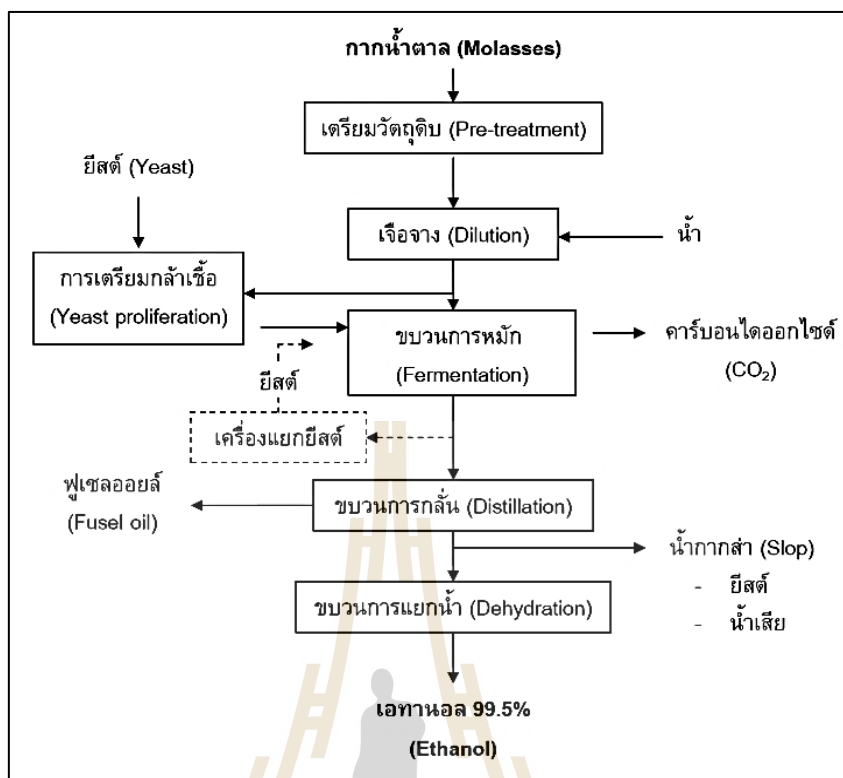 กากน้ำตาล (Molasses)
เตรียมวัตถุดิบ (Pre-treatment)
ยีสต์ (Yeast)
เจือจาง (Dilution)
น้ำ
การเตรียมกล้าเชื้อ
(Yeast proliferation)
ขบวนการหมัก
(Fermentation)
คาร์บอนไดออกไซด์
(CO₂)
ยีสต์
เครื่องแยกยีสต์
ฟูเซลออยล์
(Fusel oil)
ขบวนการกลั่น (Distillation)
น้ำกากส่า (Slop)
- ยีสต์
- น้ำเสีย
ขบวนการแยกน้ำ (Dehydration)
เอทานอล 99.5%
(Ethanol)